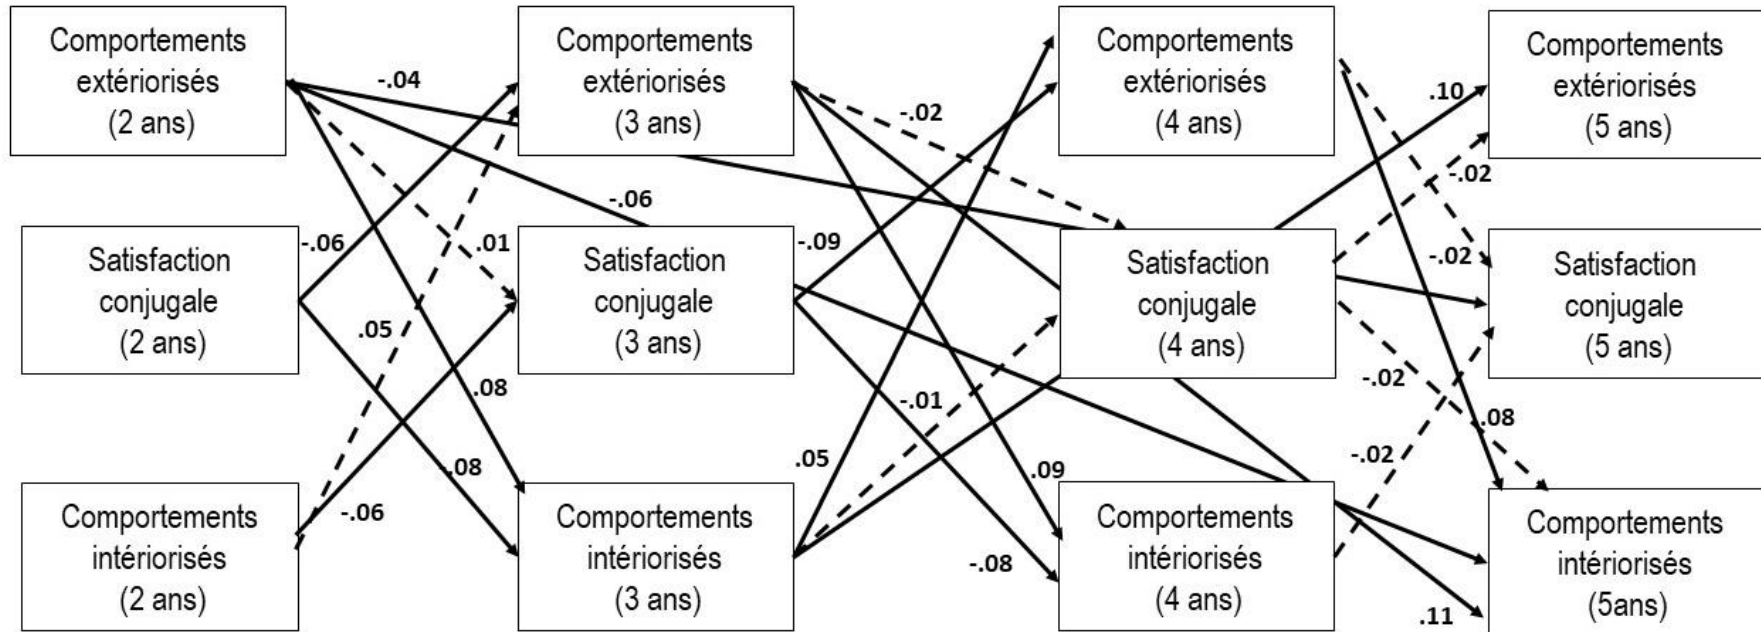 Comportements
extériorisés
(2 ans)
Comportements
extériorisés
(3 ans)
Comportements
extériorisés
(4 ans)
Comportements
extériorisés
(5 ans)
-.04
-.02
.10
-.06
-.02
Satisfaction
conjugale
(2 ans)
Satisfaction
conjugale
(3 ans)
Satisfaction
conjugale
(4 ans)
Satisfaction
conjugale
(5 ans)
-.06
.01
-.09
-.02
.05
.08
-.01
-.02
.08
-.08
.05
.09
-.02
-.06
-.08
.11
Comportements
intériorisés
(2 ans)
Comportements
intériorisés
(3 ans)
Comportements
intériorisés
(4 ans)
Comportements
intériorisés
(5ans)